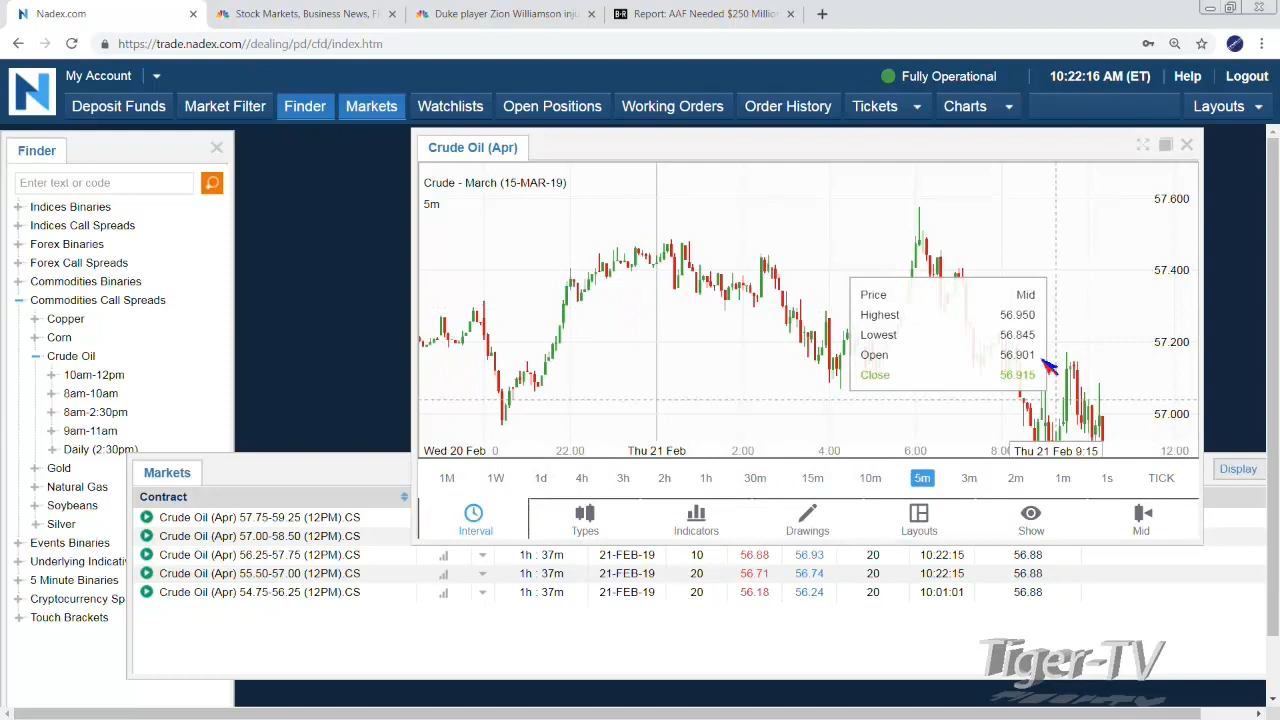 Nadex.com
Stock Markets, Business News, Fi
Duke player Zion Williamson inju
B·R Report: AAF Needed $250 Million
https://trade.nadex.com//dealing/pd/cfd/index.htm
My Account
Fully Operational
10:22:16 AM (ET)
Help
Logout
Deposit Funds
Market Filter
Finder
Markets
Watchlists
Open Positions
Working Orders
Order History
Tickets
Charts
Layouts
Finder
Enter text or code
Indices Binaries
Indices Call Spreads
Forex Binaries
Forex Call Spreads
Commodities Binaries
Commodities Call Spreads
Copper
Corn
Crude Oil
10am-12pm
8am-10am
8am-2:30pm
9am-11am
Daily (2:30pm)
Gold
Natural Gas
Soybeans
Silver
Events Binaries
Underlying Indicati
5 Minute Binaries
Cryptocurrency Sp
Touch Brackets
Crude Oil (Apr)
Crude - March (15-MAR-19)
5m
57.600
57.400
57.200
57.000
Price Mid
Highest 56.950
Lowest 56.845
Open 56.901
Close 56.915
Wed 20 Feb 0 22:00 Thu 21 Feb 2:00 4:00 6:00 8:0 Thu 21 Feb 9:15 12:00
1M 1W 1d 4h 3h 2h 1h 30m 15m 10m 5m 3m 2m 1m 1s TICK
Interval Types Indicators Drawings Layouts Show Mid
Markets
Display
Contract
Crude Oil (Apr) 57.75-59.25 (12PM).CS
Crude Oil (Apr) 57.00-58.50 (12PM).CS
Crude Oil (Apr) 56.25-57.75 (12PM).CS 1h : 37m 21-FEB-19 10 56.88 56.93 20 10:22:15 56.88
Crude Oil (Apr) 55.50-57.00 (12PM).CS 1h : 37m 21-FEB-19 20 56.71 56.74 20 10:22:15 56.88
Crude Oil (Apr) 54.75-56.25 (12PM).CS 1h : 37m 21-FEB-19 20 56.18 56.24 20 10:01:01 56.88
Tiger-TV